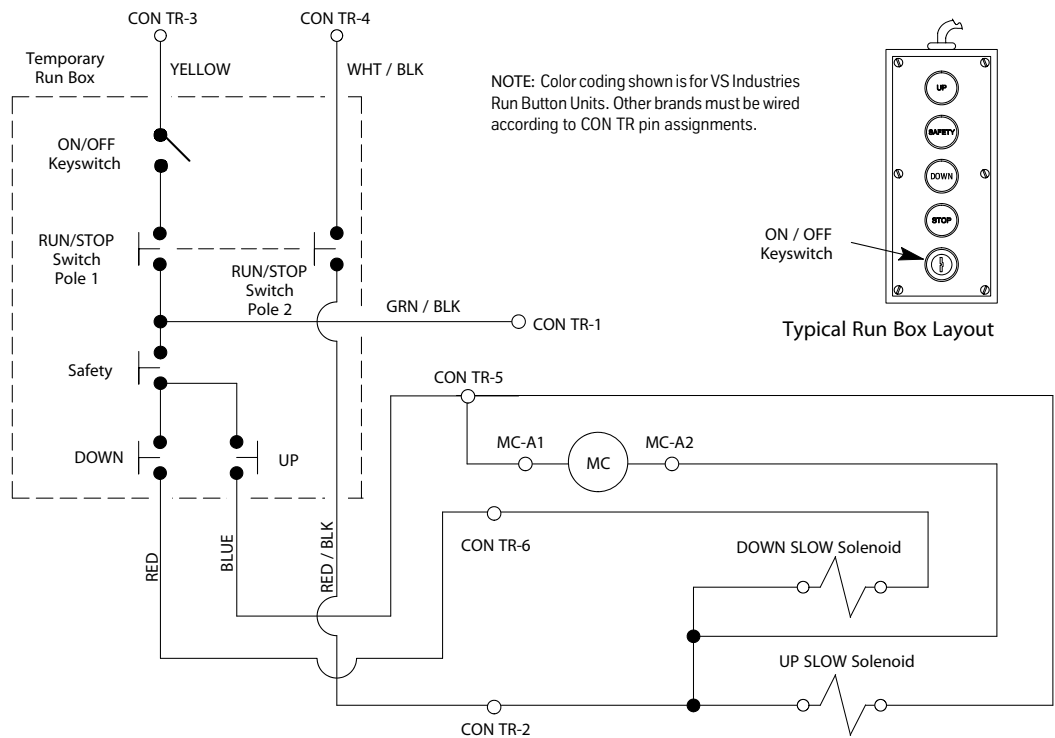 CON TR-3
CON TR-4
Temporary
Run Box
YELLOW
WHT / BLK
NOTE: Color coding shown is for VS Industries
Run Button Units. Other brands must be wired
according to CON TR pin assignments.
ON/OFF
Keyswitch
RUN/STOP
Switch
Pole 1
RUN/STOP
Switch
Pole 2
GRN / BLK
CON TR-1
Safety
DOWN
UP
RED
BLUE
RED / BLK
UP
SAFETY
DOWN
STOP
ON / OFF
Keyswitch
Typical Run Box Layout
CON TR-5
MC-A1
MC
MC-A2
CON TR-6
DOWN SLOW Solenoid
UP SLOW Solenoid
CON TR-2